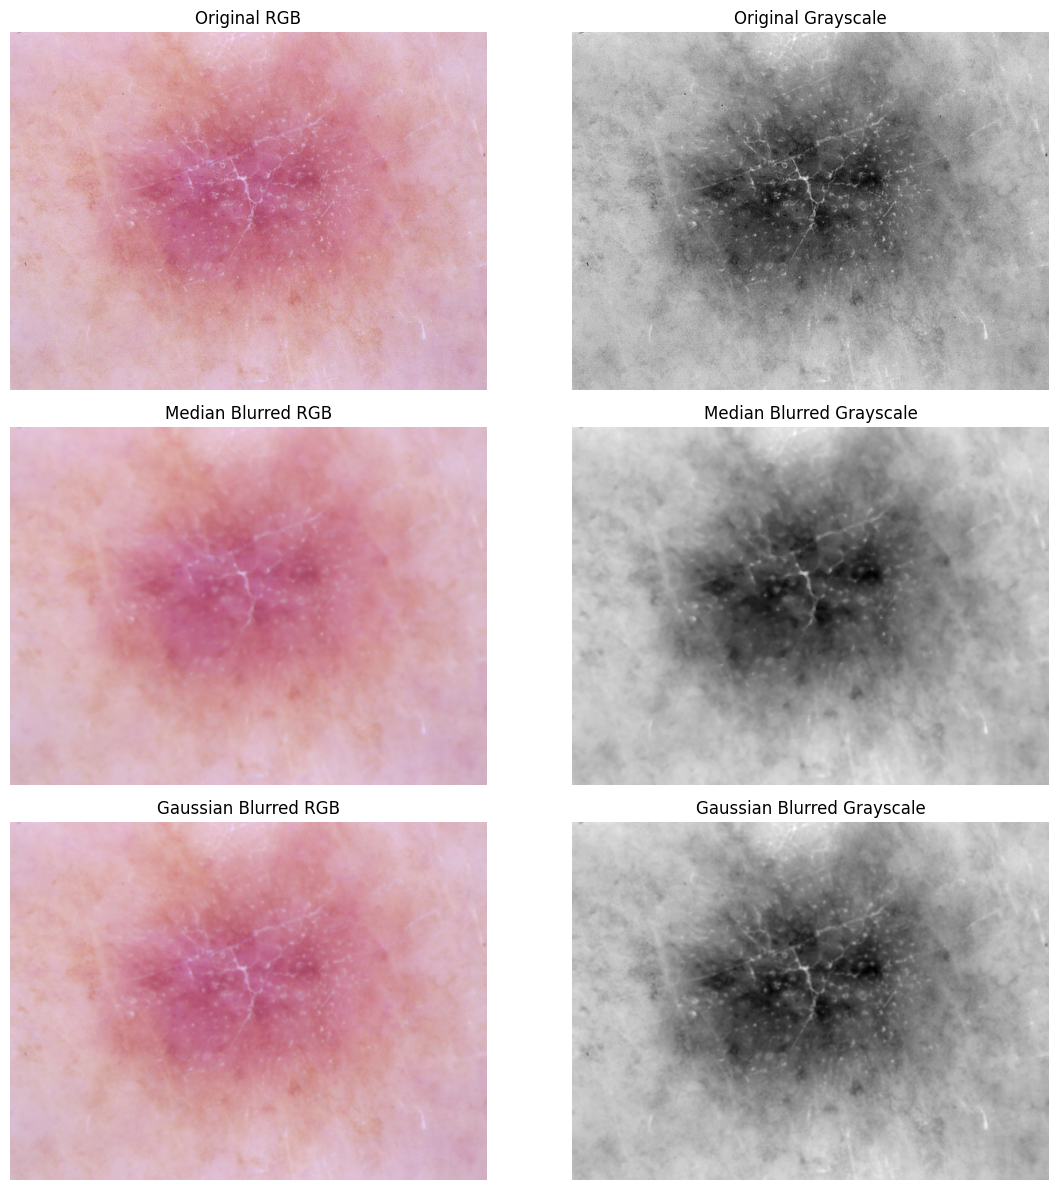 Original RGB
Original Grayscale
Median Blurred RGB
Median Blurred Grayscale
Gaussian Blurred RGB
Gaussian Blurred Grayscale